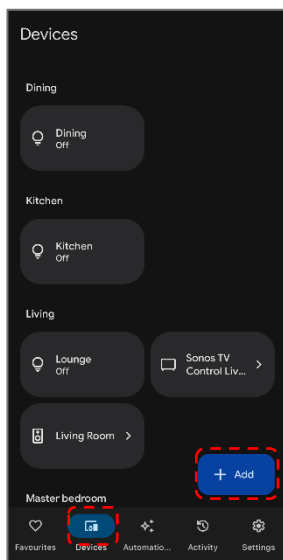 Devices
Dining
Dining
Off
Kitchen
Kitchen
Off
Living
Lounge
Off
Sonos TV
Control Liv...
Living Room
+ Add
Master bedroom
Favourites
Devices
Automatio...
Activity
Settings